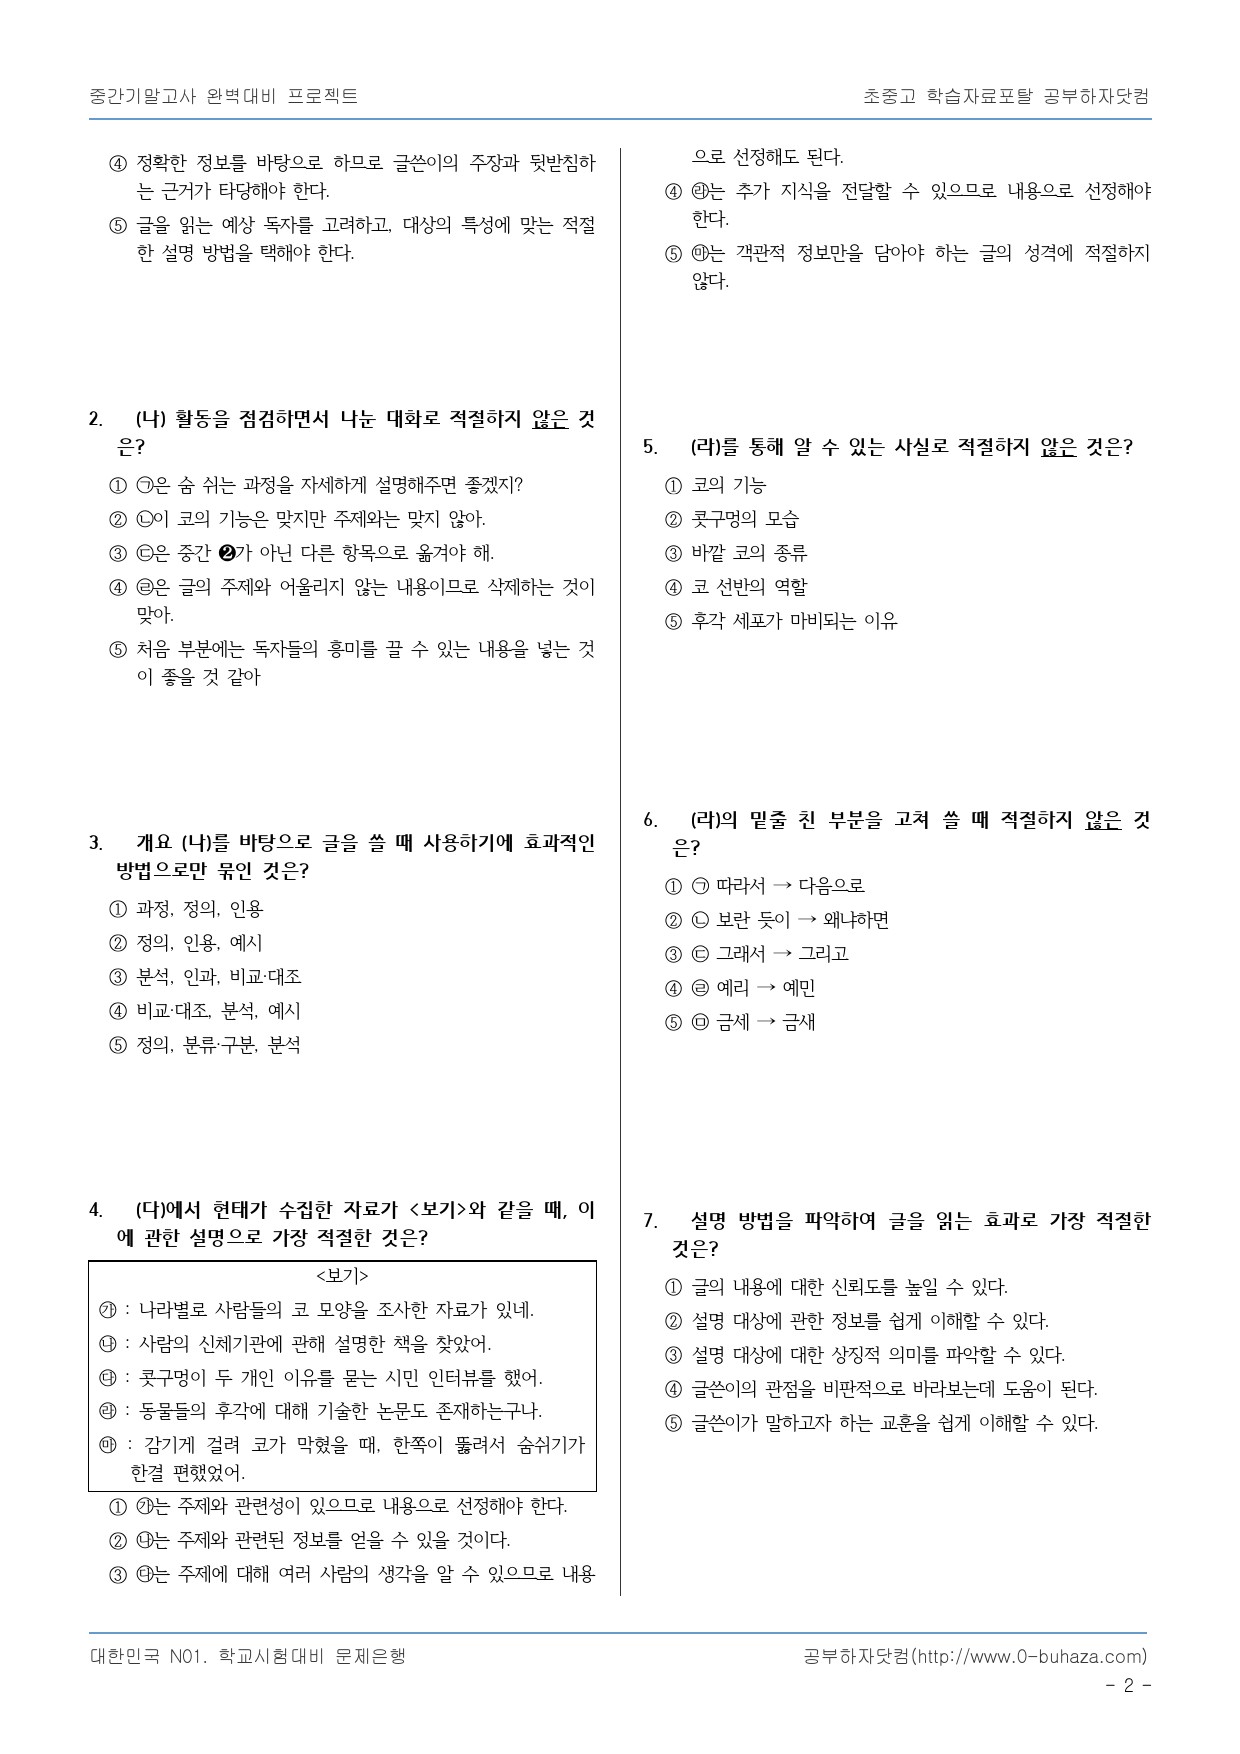 중간기말고사 완벽대비 프로젝트
초중고 학습자료포탈 공부하자닷컴
④ 정확한 정보를 바탕으로 하므로 글쓴이의 주장과 뒷받침하
는 근거가 타당해야 한다.
⑤ 글을 읽는 예상 독자를 고려하고, 대상의 특성에 맞는 적절
한 설명 방법을 택해야 한다.
2. (나) 활동을 점검하면서 나눈 대화로 적절하지 않은 것
은?
① ㉠은 숨 쉬는 과정을 자세하게 설명해주면 좋겠지?
② ㉡이 코의 기능은 맞지만 주제와는 맞지 않아.
③ ㉢은 중간 ❷가 아닌 다른 항목으로 옮겨야 해.
④ ㉣은 글의 주제와 어울리지 않는 내용이므로 삭제하는 것이
맞아.
⑤ 처음 부분에는 독자들의 흥미를 끌 수 있는 내용을 넣는 것
이 좋을 것 같아
3. 개요 (나)를 바탕으로 글을 쓸 때 사용하기에 효과적인
방법으로만 묶인 것은?
① 과정, 정의, 인용
② 정의, 인용, 예시
③ 분석, 인과, 비교·대조
④ 비교·대조, 분석, 예시
⑤ 정의, 분류·구분, 분석
4. (다)에서 현태가 수집한 자료가 <보기>와 같을 때, 이
에 관한 설명으로 가장 적절한 것은?
<보기>
㉮ : 나라별로 사람들의 코 모양을 조사한 자료가 있네.
㉯ : 사람의 신체기관에 관해 설명한 책을 찾았어.
㉰ : 콧구멍이 두 개인 이유를 묻는 시민 인터뷰를 했어.
㉱ : 동물들의 후각에 대해 기술한 논문도 존재하는구나.
㉲ : 감기게 걸려 코가 막혔을 때, 한쪽이 뚫려서 숨쉬기가
한결 편했었어.
① ㉮는 주제와 관련성이 있으므로 내용으로 선정해야 한다.
② ㉯는 주제와 관련된 정보를 얻을 수 있을 것이다.
③ ㉰는 주제에 대해 여러 사람의 생각을 알 수 있으므로 내용
으로 선정해도 된다.
④ ㉱는 추가 지식을 전달할 수 있으므로 내용으로 선정해야
한다.
⑤ ㉲는 객관적 정보만을 담아야 하는 글의 성격에 적절하지
않다.
5. (라)를 통해 알 수 있는 사실로 적절하지 않은 것은?
① 코의 기능
② 콧구멍의 모습
③ 바깥 코의 종류
④ 코 선반의 역할
⑤ 후각 세포가 마비되는 이유
6. (라)의 밑줄 친 부분을 고쳐 쓸 때 적절하지 않은 것
은?
① ㉠ 따라서 → 다음으로
② ㉡ 보란 듯이 → 왜냐하면
③ ㉢ 그래서 → 그리고
④ ㉣ 예리 → 예민
⑤ ㉤ 금세 → 금새
7. 설명 방법을 파악하여 글을 읽는 효과로 가장 적절한
것은?
① 글의 내용에 대한 신뢰도를 높일 수 있다.
② 설명 대상에 관한 정보를 쉽게 이해할 수 있다.
③ 설명 대상에 대한 상징적 의미를 파악할 수 있다.
④ 글쓴이의 관점을 비판적으로 바라보는데 도움이 된다.
⑤ 글쓴이가 말하고자 하는 교훈을 쉽게 이해할 수 있다.
대한민국 N01. 학교시험대비 문제은행
공부하자닷컴(http://www.0-buhaza.com)
- 2 -